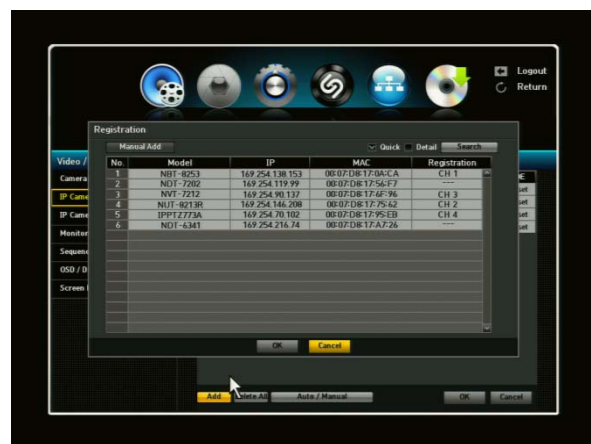 Logout
Return
Registration
Manual Add
Quick Detail Search
No. Model IP MAC Registration
1 NBT-8253 169.254.138.153 00:07:D8:17:0A:CA CH 1
2 NDT-7202 169.254.119.99 00:07:D8:17:56:F7 ---
3 NVT-7212 169.254.90.137 00:07:D8:17:6F:96 CH 3
4 NUT-8213R 169.254.146.208 00:07:D8:17:75:62 CH 2
5 IPPTZ773A 169.254.70.102 00:07:D8:17:95:EB CH 4
6 NDT-6341 169.254.216.74 00:07:D8:17:A7:26 ---
Video /
Camera
IP Came
IP Came
Monitor
Sequen
OSD / D
Screen
OK Cancel
Add Delete All Auto / Manual OK Cancel